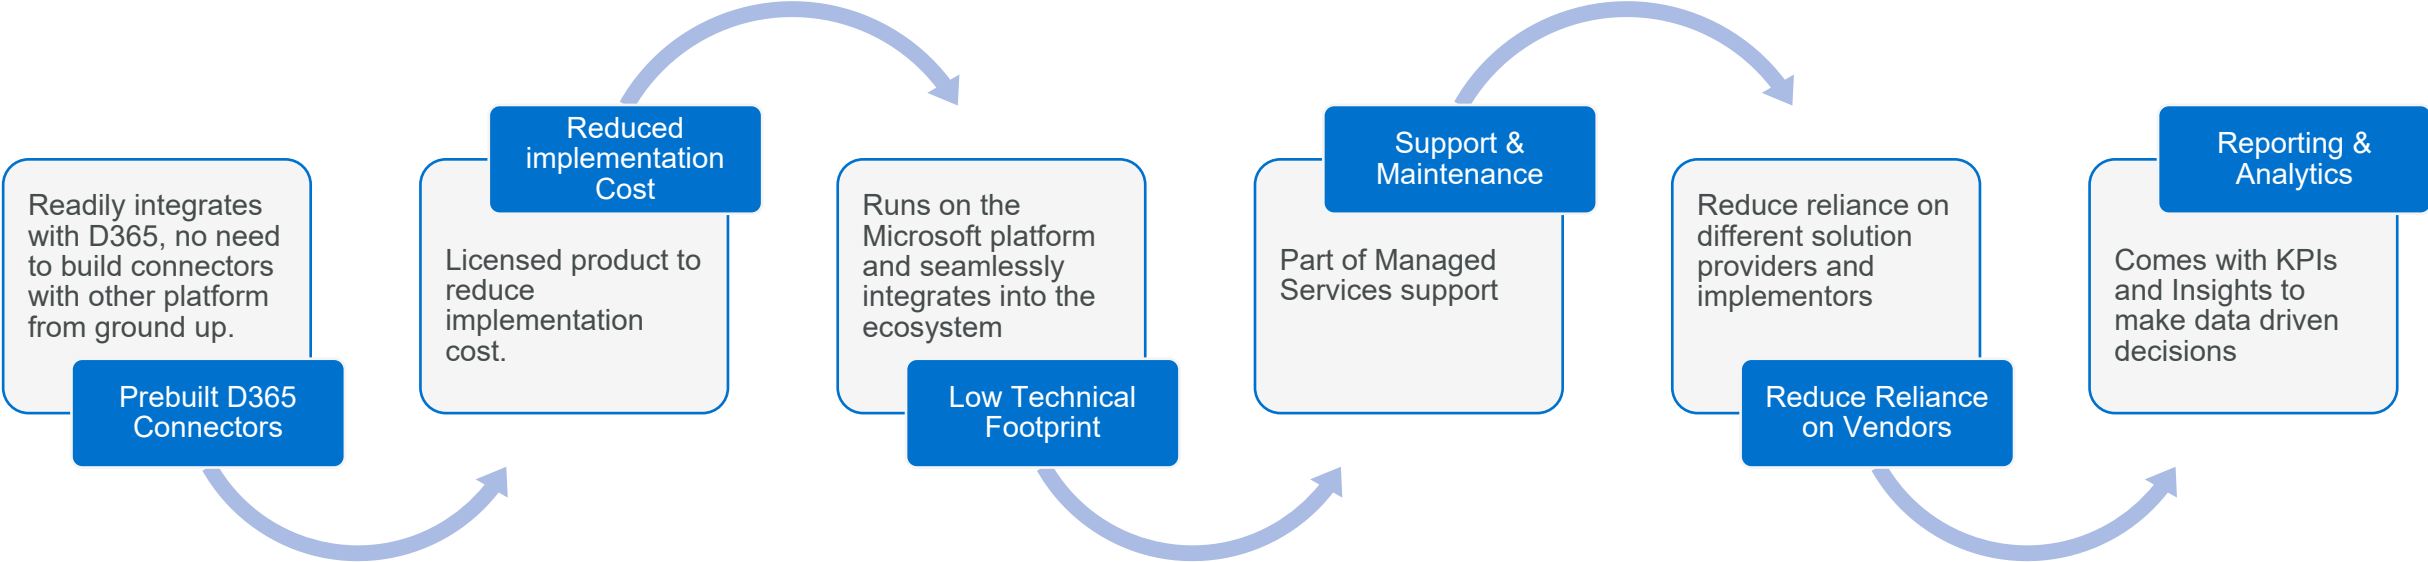 Readily integrates
with D365, no need
to build connectors
with other platform
from ground up.
Prebuilt D365
Connectors
Reduced
implementation
Cost
Licensed product to
reduce
implementation
cost.
Runs on the
Microsoft platform
and seamlessly
integrates into the
ecosystem
Low Technical
Footprint
Support &
Maintenance
Part of Managed
Services support
Reduce reliance on
different solution
providers and
implementors
Reduce Reliance
on Vendors
Reporting &
Analytics
Comes with KPIs
and Insights to
make data driven
decisions